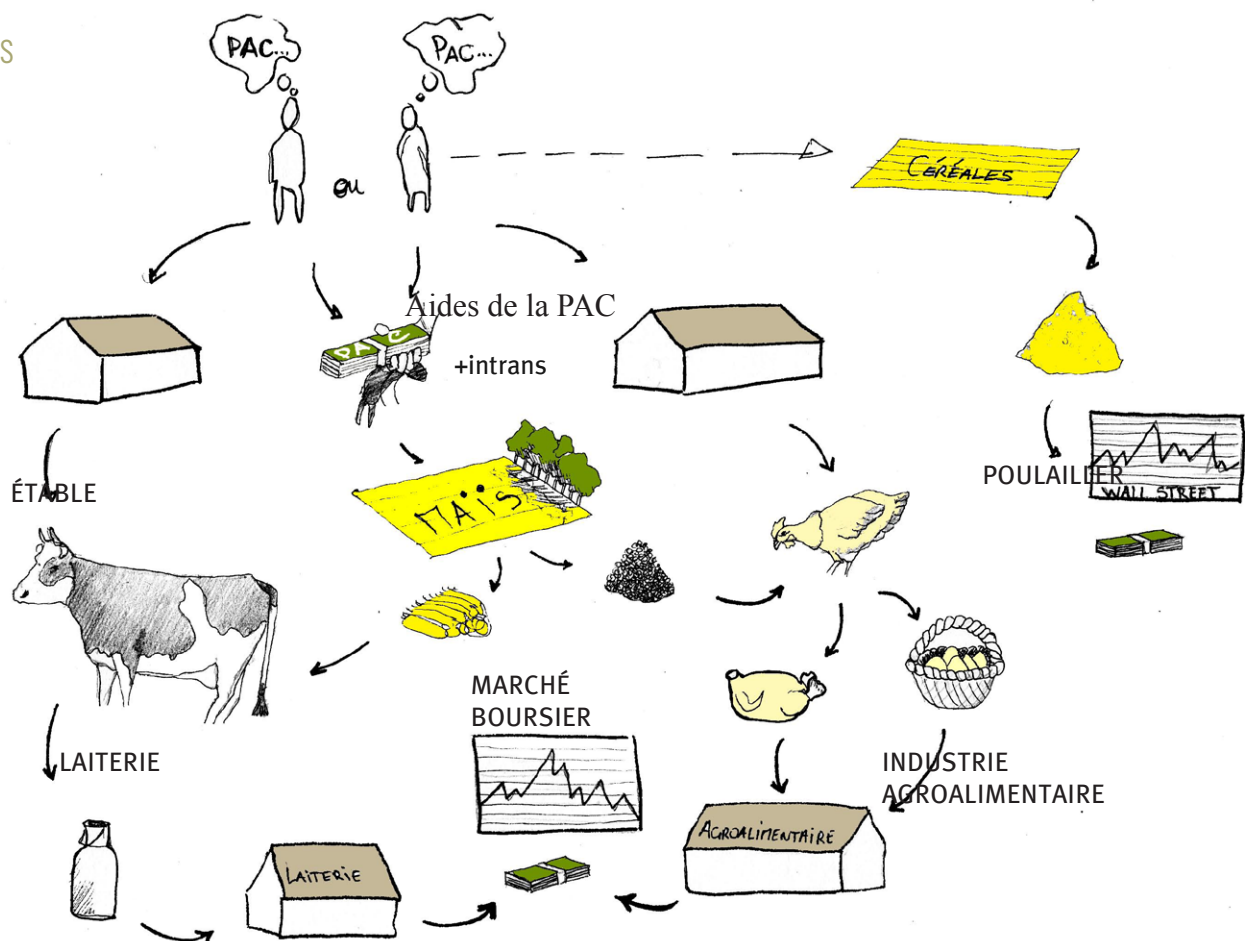 S
PAC...
PAC...
ou
CÉRÉALES
Aides de la PAC
PAC
+intrans
ÉTABLE
MAÏS
POULAILLER
WALL STREET
MARCHÉ
BOURSIER
LAITERIE
INDUSTRIE
AGROALIMENTAIRE
AGROALIMENTAIRE
LAITERIE